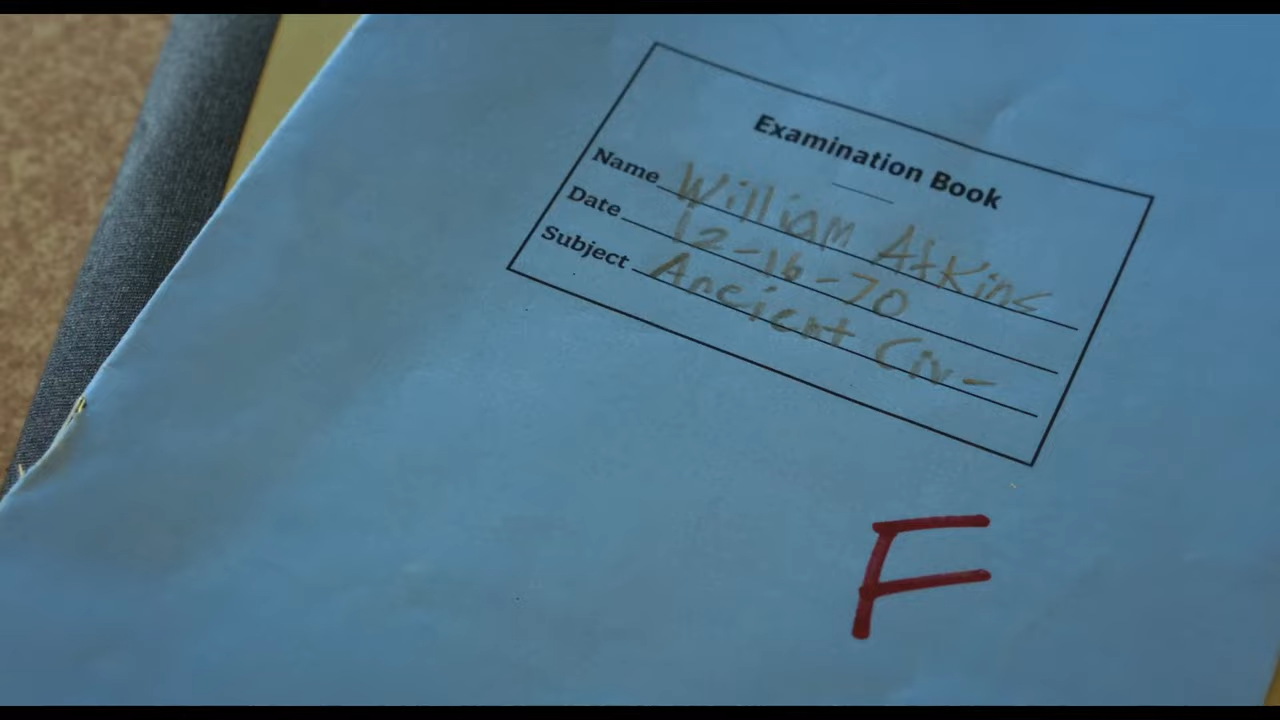 Examination Book
Name William Atkins
Date 12-16-70
Subject Ancient Civ-
F